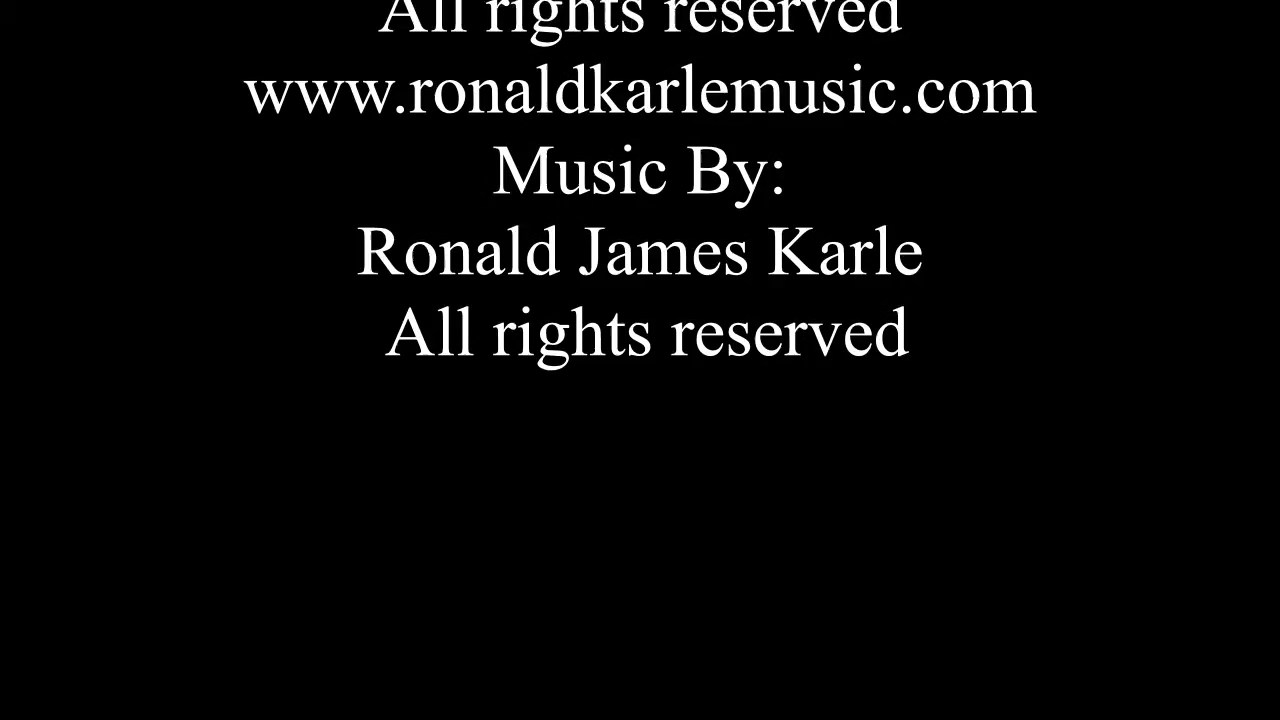 All rights reserved
www.ronaldkarlemusic.com
Music By:
Ronald James Karle
All rights reserved